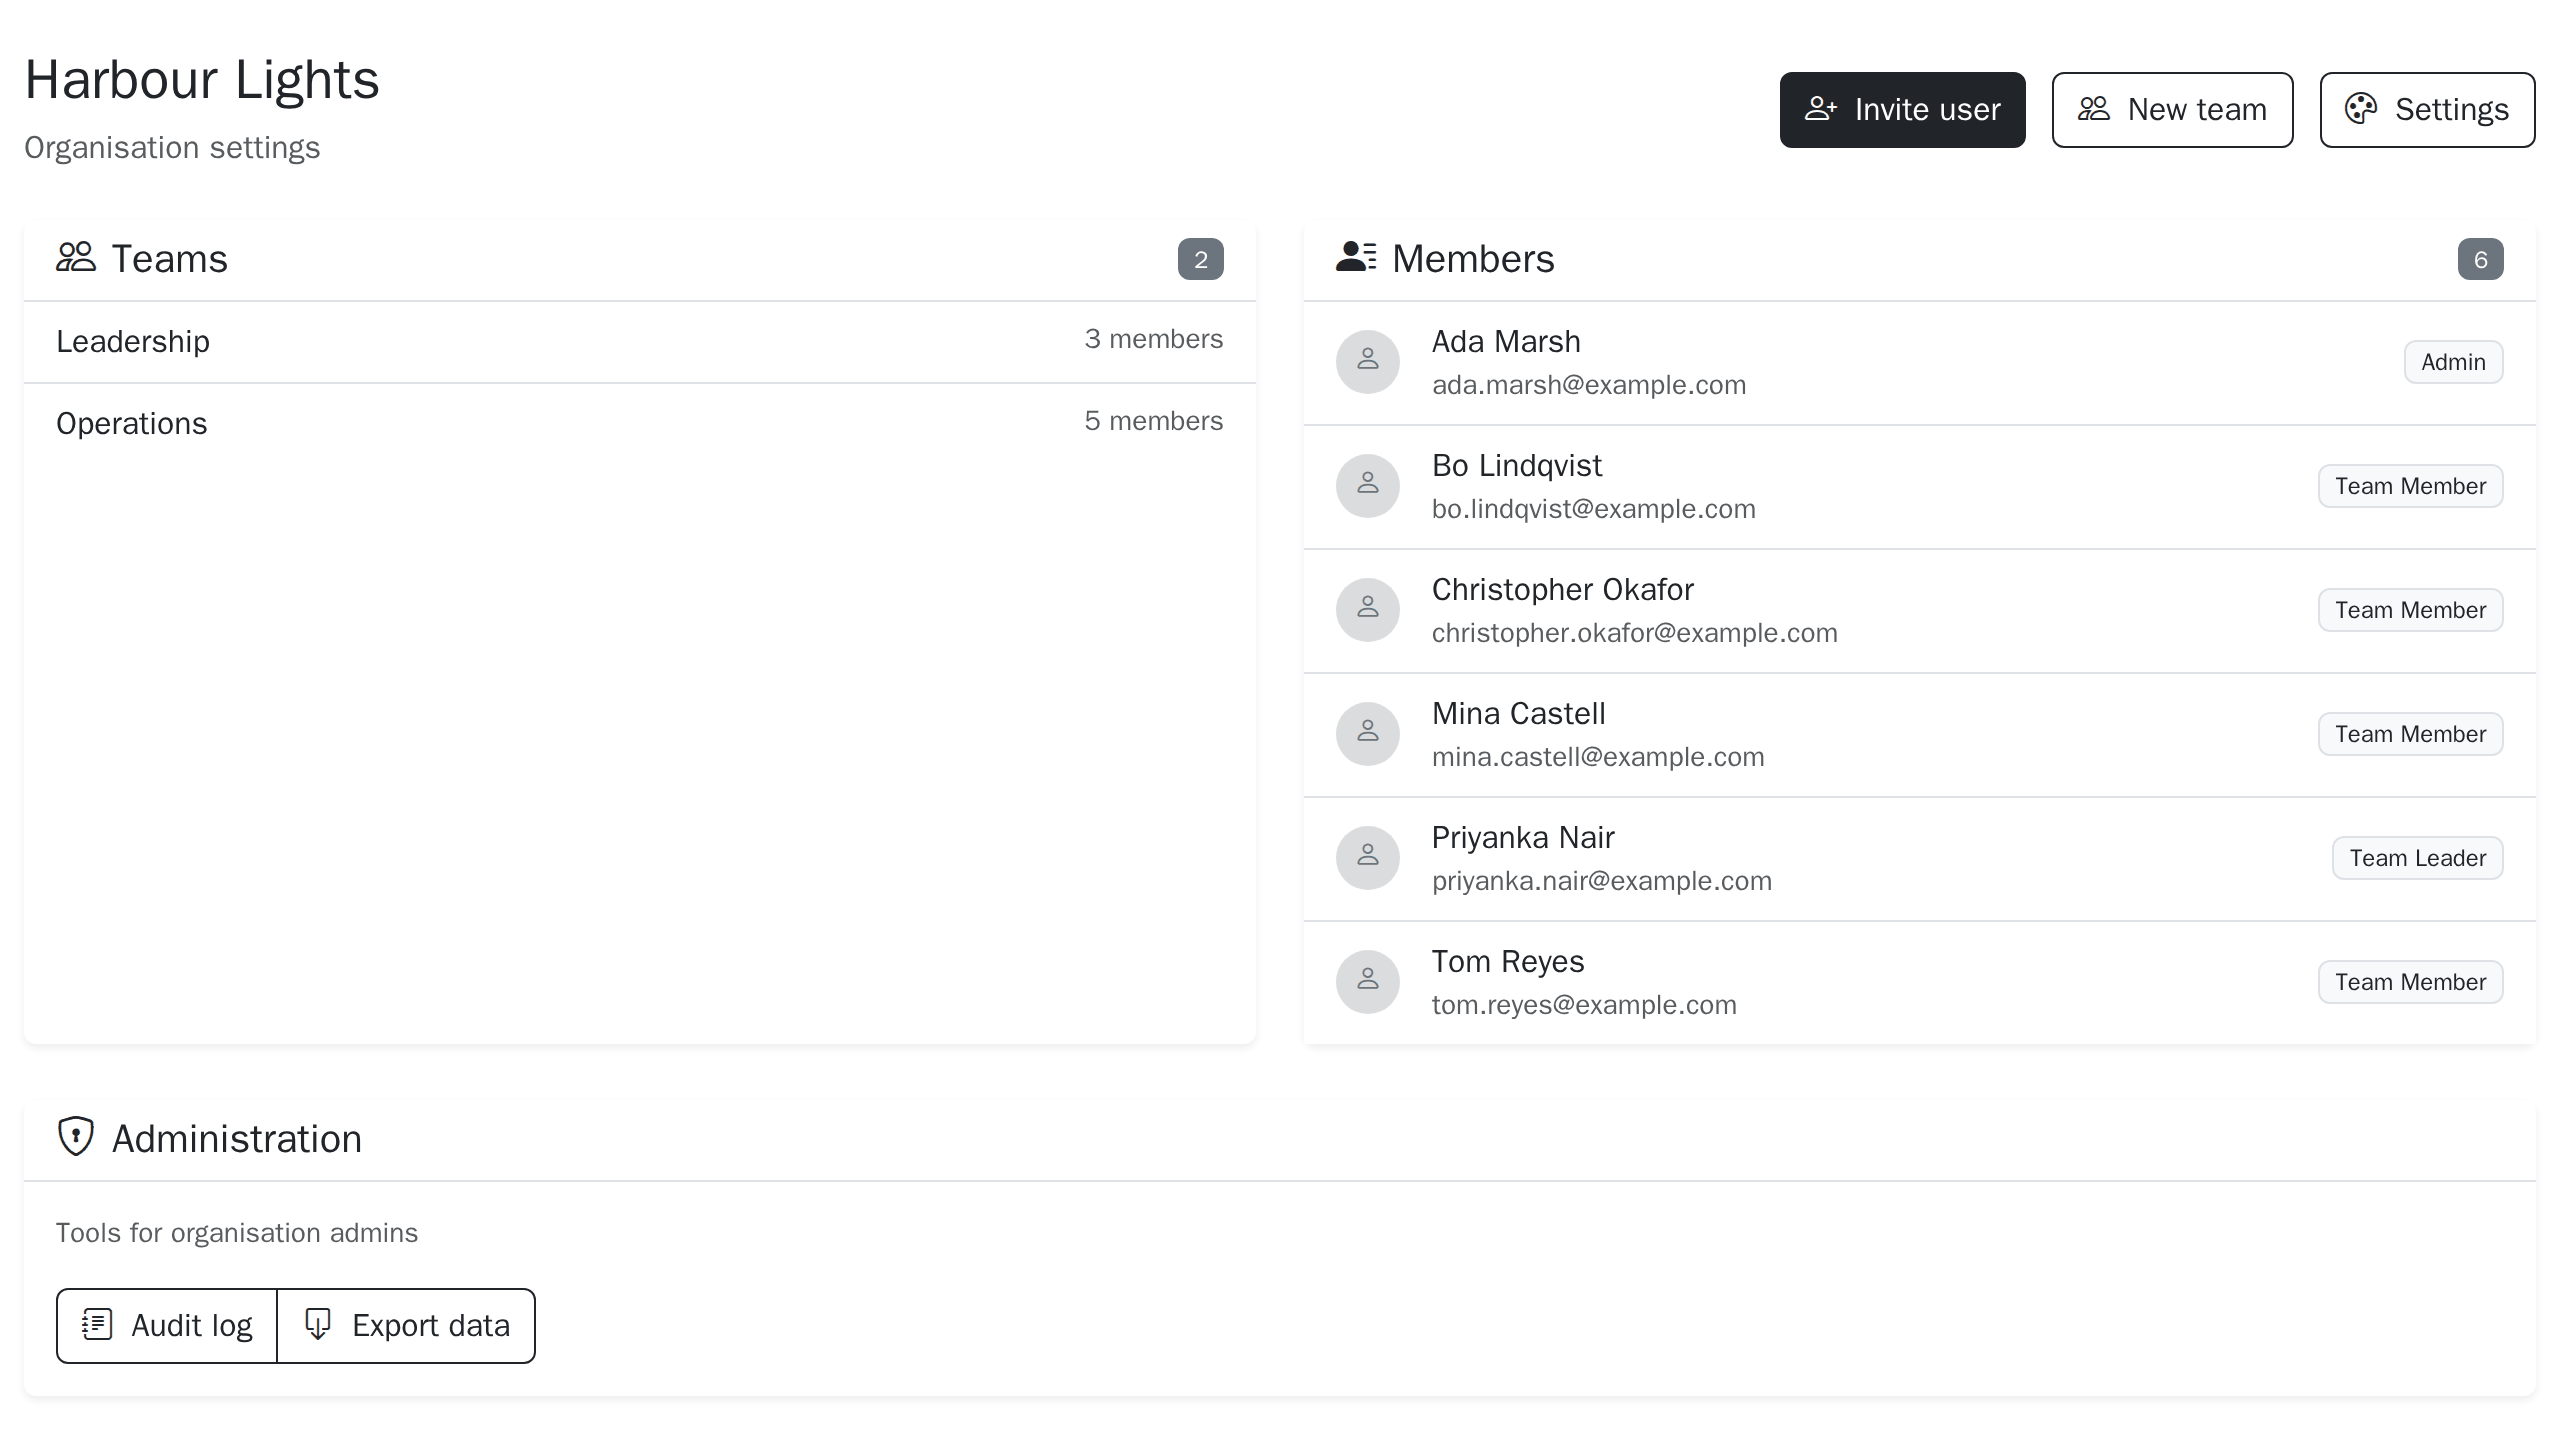 Harbour Lights
Organisation settings
Invite user
New team
Settings
Teams
2
Leadership
3 members
Operations
5 members
Members
6
Ada Marsh
ada.marsh@example.com
Admin
Bo Lindqvist
bo.lindqvist@example.com
Team Member
Christopher Okafor
christopher.okafor@example.com
Team Member
Mina Castell
mina.castell@example.com
Team Member
Priyanka Nair
priyanka.nair@example.com
Team Leader
Tom Reyes
tom.reyes@example.com
Team Member
Administration
Tools for organisation admins
Audit log
Export data